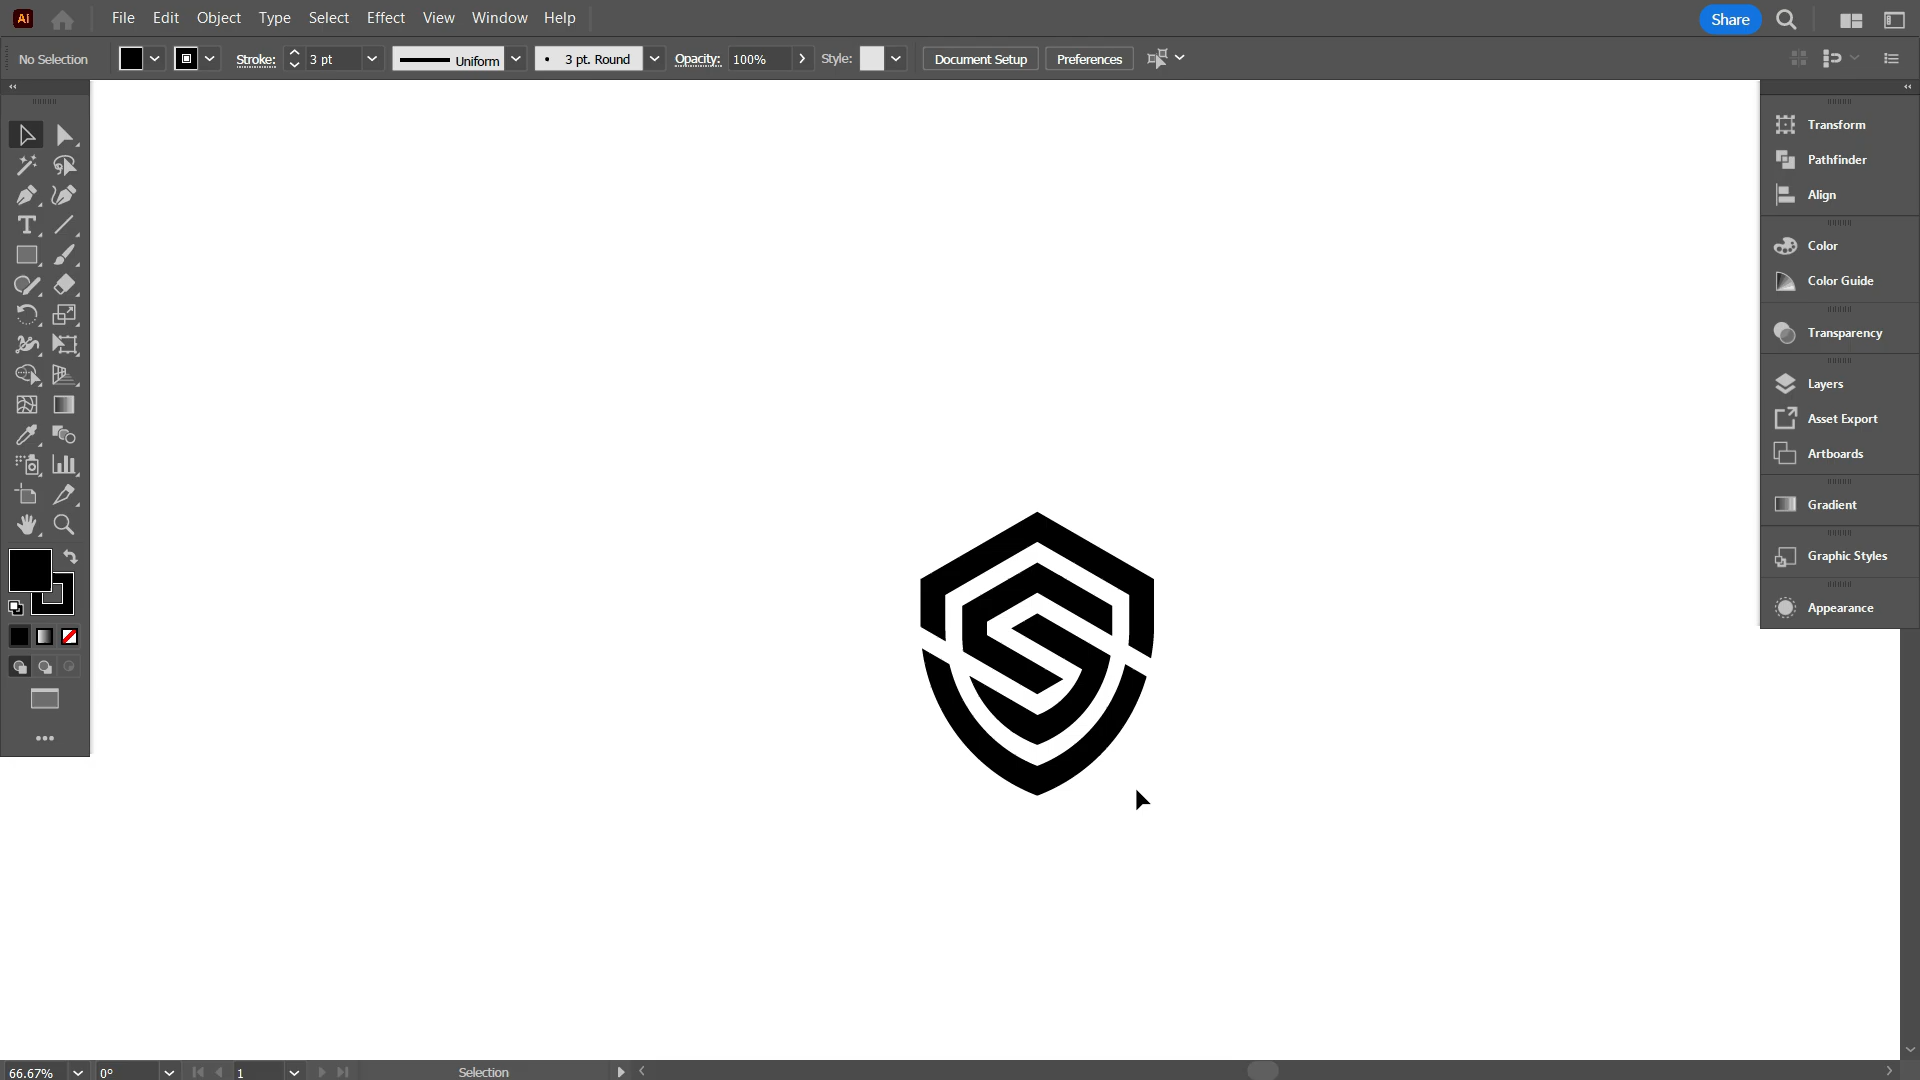 Ai File Edit Object Type Select Effect View Window Help Share
No Selection Stroke: 3 pt Uniform 3 pt. Round Opacity: 100% Style: Document Setup Preferences
Transform
Pathfinder
Align
Color
Color Guide
Transparency
Layers
Asset Export
Artboards
Gradient
Graphic Styles
Appearance
S
66.67% 0° 1 Selection